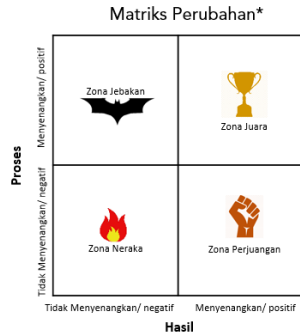 Matriks Perubahan*
Proses
Menyenangkan/ positif
Zona Jebakan
Zona Juara
Tidak Menyenangkan/ negatif
Zona Neraka
Zona Perjuangan
Tidak Menyenangkan/ negatif
Menyenangkan/ positif
Hasil